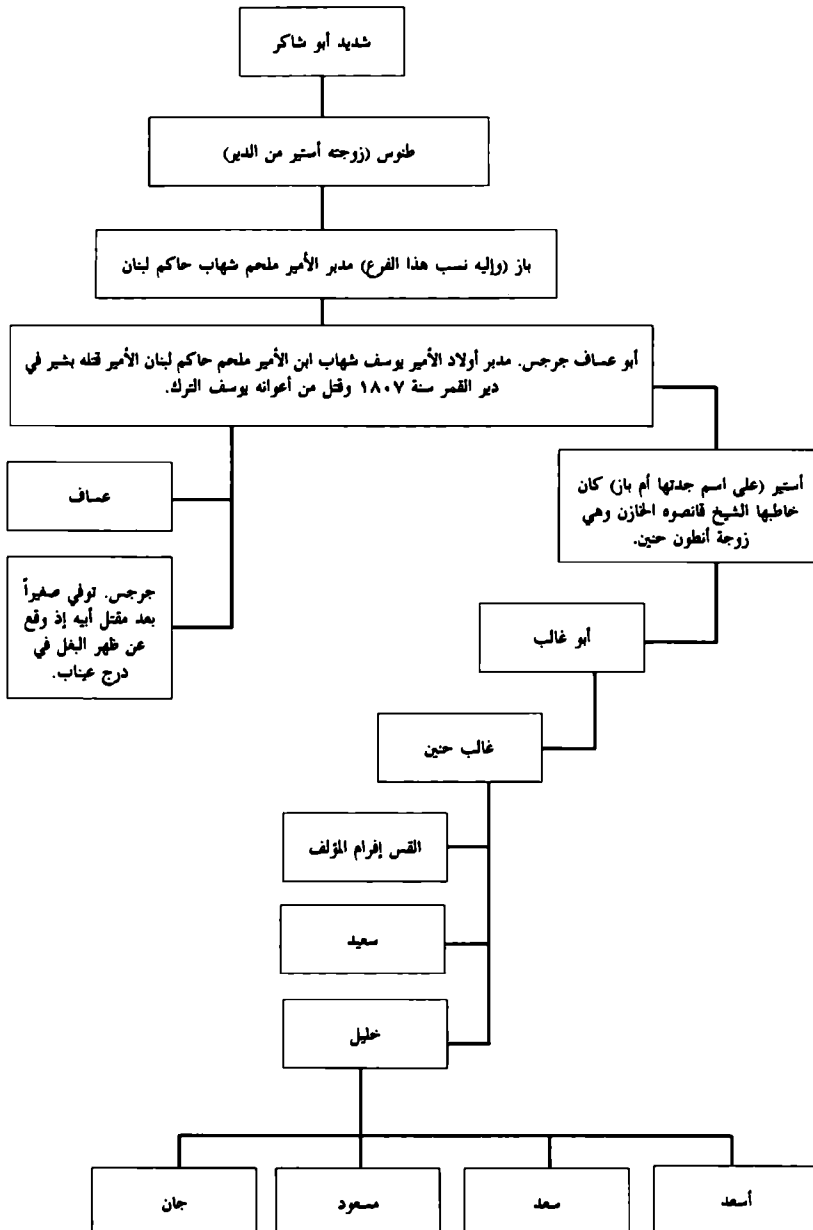 شديد أبو شاكر
طنوس (زوجته أستير من الدير)
باز (وإليه نسب هذا الفرع) مدبر الأمير ملحم شهاب حاكم لبنان
أبو عساف جرجس. مدبر أولاد الأمير يوسف شهاب ابن الأمير ملحم حاكم لبنان الأمير قتله بشير في
دير القمر سنة ١٨٠٧ وقتل من أعوانه يوسف الترك.
أستير (على اسم جدتها أم باز) كان
خاطبها الشيخ قانصوه الخازن وهي
زوجة أنطون حنين.
عساف
جرجس. توفي صغيراً
بعد مقتل أبيه إذ وقع
عن ظهر البغل في
درج عيناب.
أبو غالب
غالب حنين
القس إفرام المؤلف
سعيد
خليل
أسعد
سعد
مسعود
جان